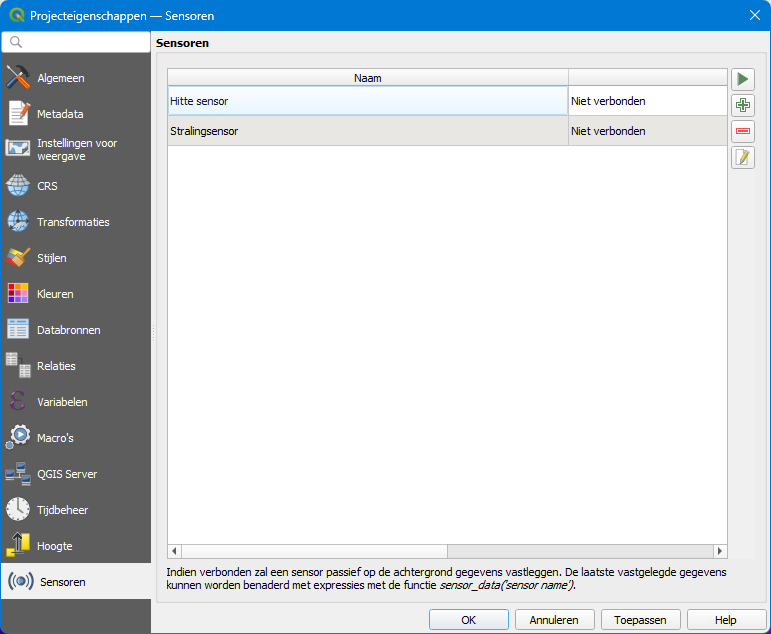 Projecteigenschappen — Sensoren
Algemeen
Metadata
Instellingen voor
weergave
CRS
Transformaties
Stijlen
Kleuren
Databronnen
Relaties
Variabelen
Macro's
QGIS Server
Tijdbeheer
Hoogte
Sensoren
Sensoren
Naam
Hitte sensor Niet verbonden
Stralingsensor Niet verbonden
Indien verbonden zal een sensor passief op de achtergrond gegevens vastleggen. De laatste vastgelegde gegevens
kunnen worden benaderd met expressies met de functie sensor_data('sensor name').
OK Annuleren Toepassen Help